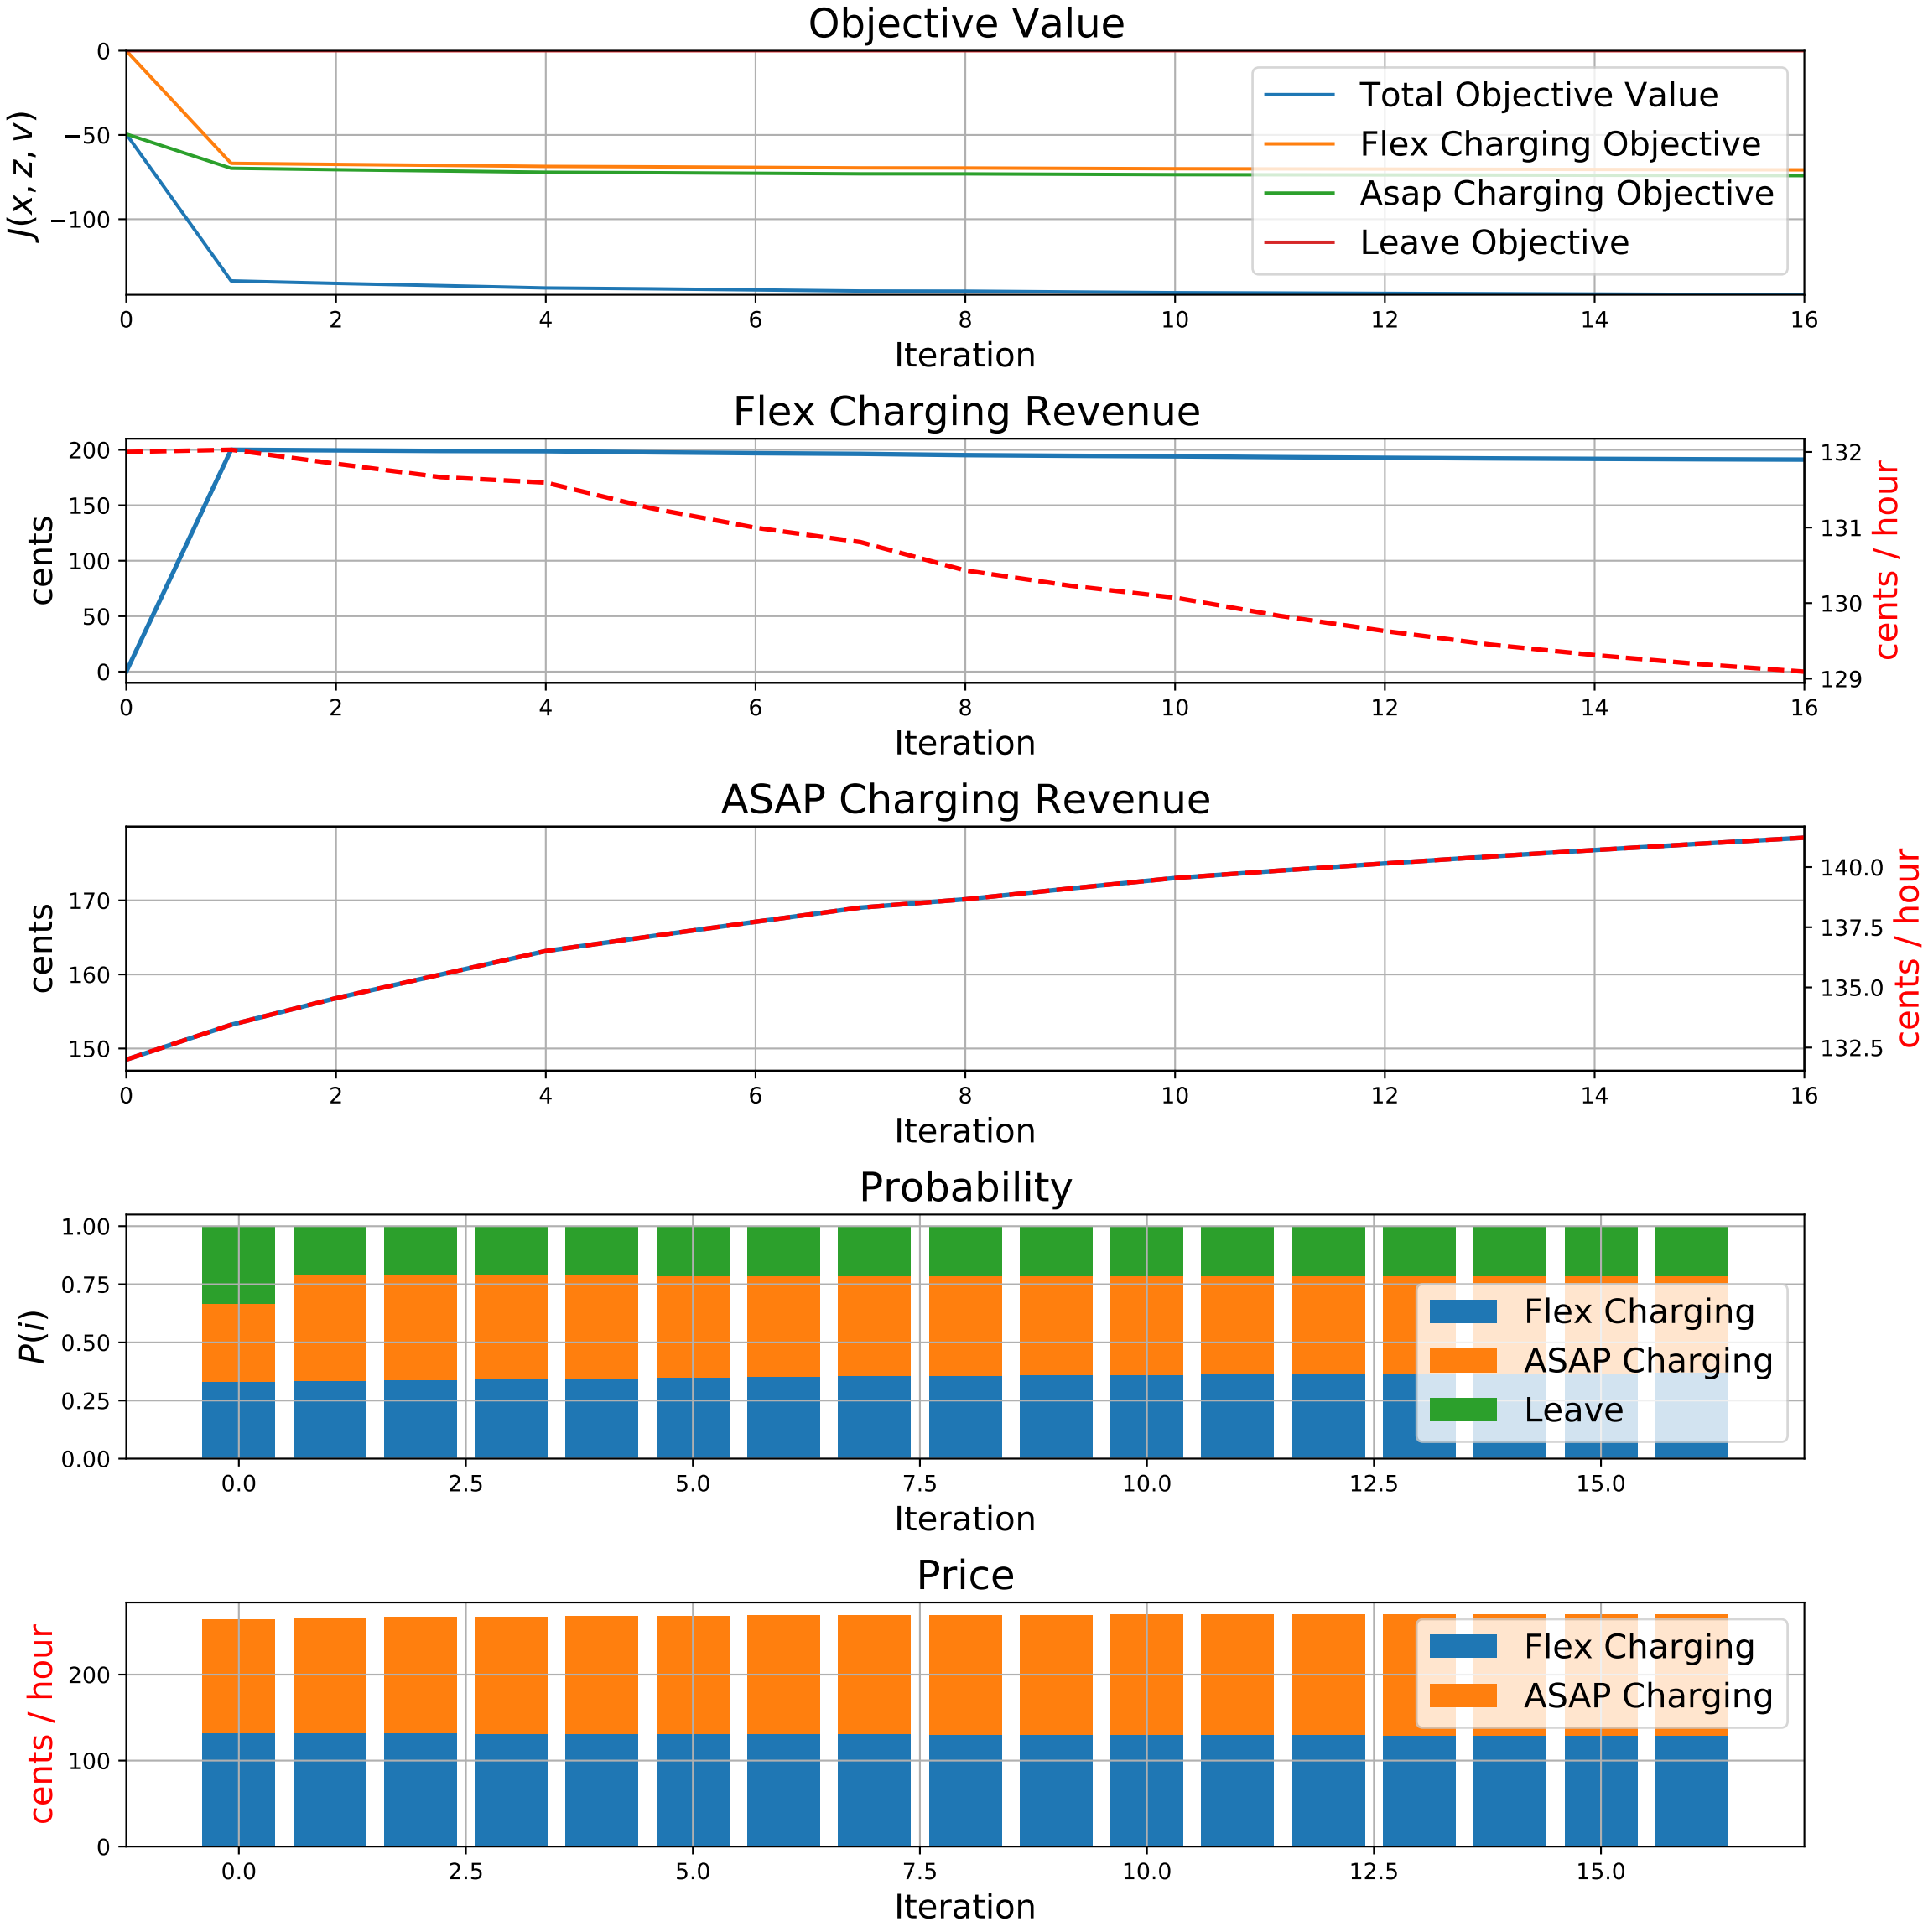 Objective Value
0
−50
−100
J(x, z, v)
Total Objective Value
Flex Charging Objective
Asap Charging Objective
Leave Objective
0 2 4 6 8 10 12 14 16
Iteration
Flex Charging Revenue
200
150
100
50
0
cents
132
131
130
129
cents / hour
0 2 4 6 8 10 12 14 16
Iteration
ASAP Charging Revenue
170
160
150
cents
140.0
137.5
135.0
132.5
cents / hour
0 2 4 6 8 10 12 14 16
Iteration
Probability
1.00
0.75
0.50
0.25
0.00
P(i)
Flex Charging
ASAP Charging
Leave
0.0 2.5 5.0 7.5 10.0 12.5 15.0
Iteration
Price
200
100
0
cents / hour
Flex Charging
ASAP Charging
0.0 2.5 5.0 7.5 10.0 12.5 15.0
Iteration